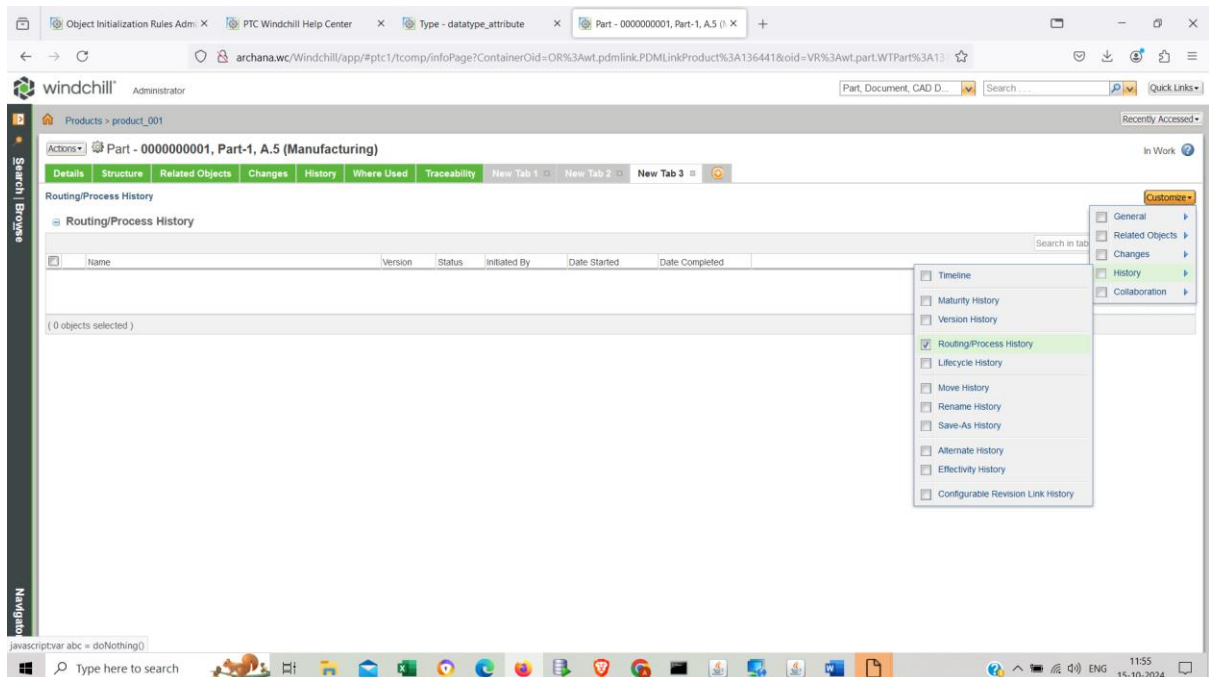 Object Initialization Rules Admi
PTC Windchill Help Center
Type - datatype_attribute
Part - 0000000001, Part-1, A.5 (
archana.wc/Windchill/app/#ptc1/tcomp/infoPage?ContainerOid=OR%3Awt.pdmlink.PDMLinkProduct%3A136441&oid=VR%3Awt.part.WTPart%3A13
windchill Administrator
Part, Document, CAD D... Search . . . Quick Links
Products > product_001 Recently Accessed
Actions Part - 0000000001, Part-1, A.5 (Manufacturing) In Work
Details Structure Related Objects Changes History Where Used Traceability New Tab 1 New Tab 2 New Tab 3
Routing/Process History Customize
Routing/Process History
Search in tab
Name Version Status Initiated By Date Started Date Completed
( 0 objects selected )
General
Related Objects
Changes
History
Collaboration
Timeline
Maturity History
Version History
Routing/Process History
Lifecycle History
Move History
Rename History
Save-As History
Alternate History
Effectivity History
Configurable Revision Link History
Search | Browse
Navigato
javascript:var abc = doNothing()
Type here to search
ENG 11:55
15-10-2024